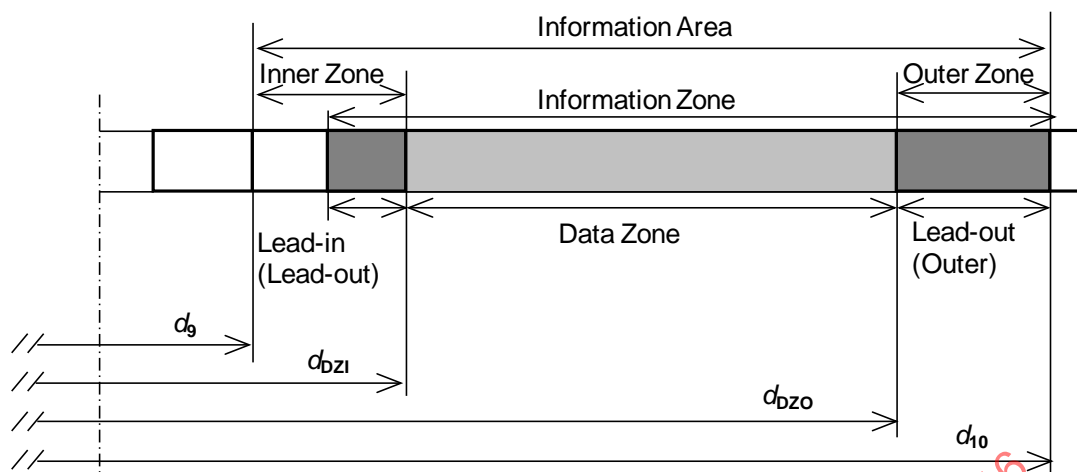 Information Area
Inner Zone
Outer Zone
Information Zone
Lead-in
(Lead-out)
Data Zone
Lead-out
(Outer)
d9
dDZI
dDZO
d10